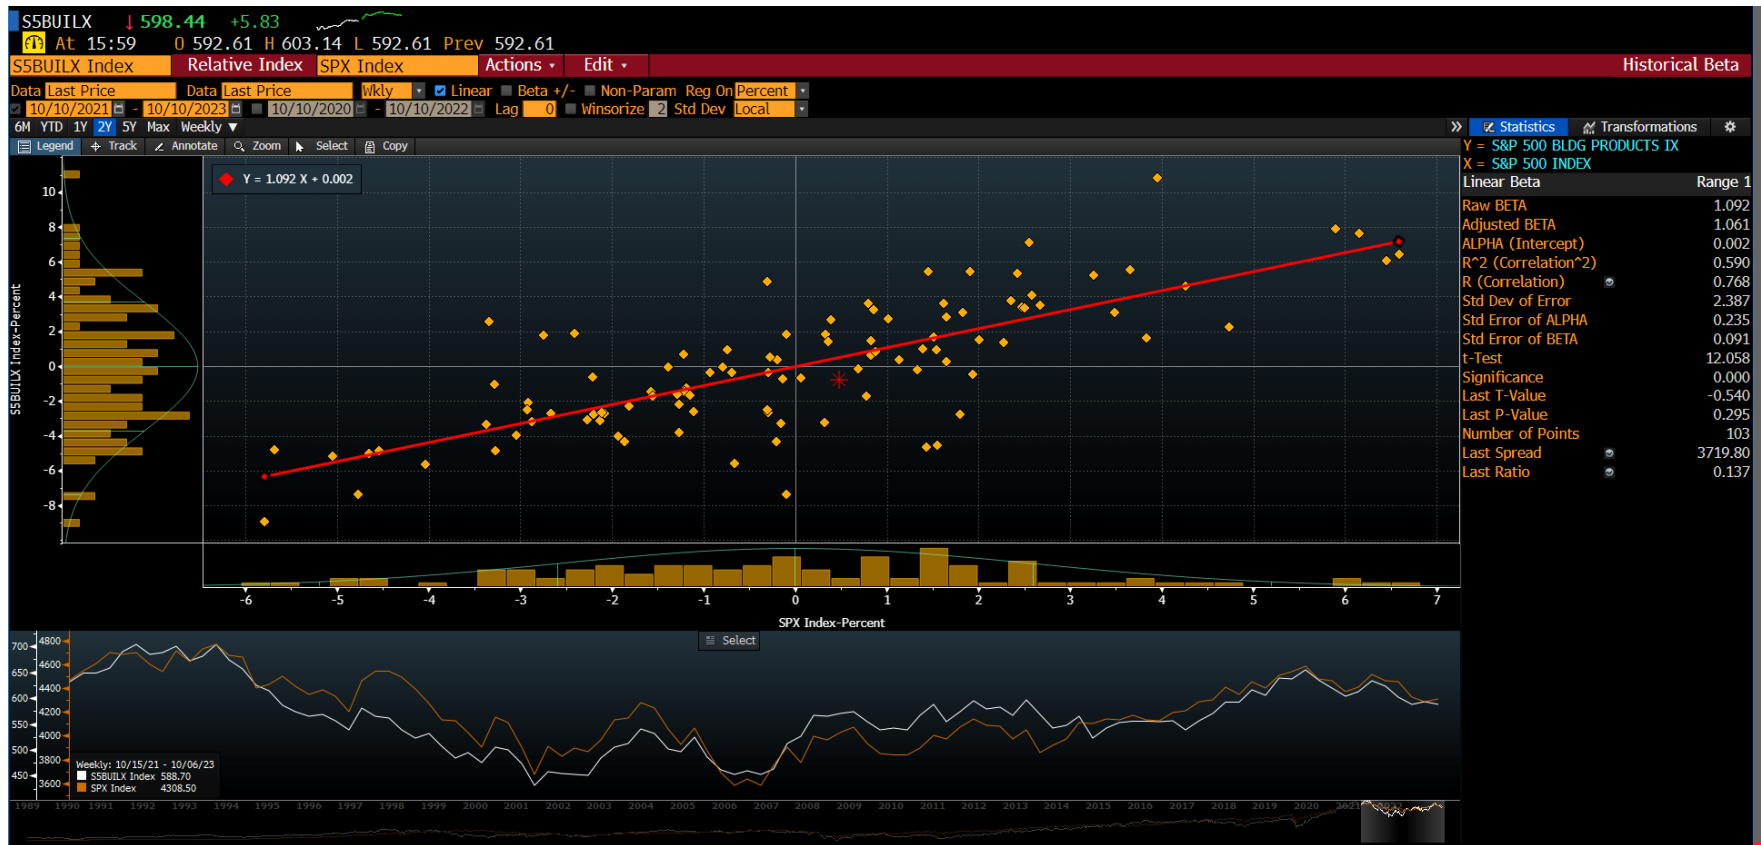 S5BUILX ↓ 598.44 +5.83
At 15:59 O 592.61 H 603.14 L 592.61 Prev 592.61
S5BUILX Index Relative Index SPX Index Actions Edit Historical Beta
Data Last Price Data Last Price Wkly Linear Beta +/- Non-Param Reg On Percent
10/10/2021 - 10/10/2023 10/10/2020 - 10/10/2022 Lag 0 Winsorize 2 Std Dev Local
6M YTD 1Y 2Y 5Y Max Weekly ▼ » Statistics Transformations
Legend Track Annotate Zoom Select Copy
Y = S&P 500 BLDG PRODUCTS IX
X = S&P 500 INDEX
Linear Beta Range 1
Raw BETA 1.092
Adjusted BETA 1.061
ALPHA (Intercept) 0.002
R^2 (Correlation^2) 0.590
R (Correlation) 0.768
Std Dev of Error 2.387
Std Error of ALPHA 0.235
Std Error of BETA 0.091
t-Test 12.058
Significance 0.000
Last T-Value -0.540
Last P-Value 0.295
Number of Points 103
Last Spread 3719.80
Last Ratio 0.137
Y = 1.092 X + 0.002
S5BUILX Index-Percent
10
8
6
4
2
0
-2
-4
-6
-8
-6 -5 -4 -3 -2 -1 0 1 2 3 4 5 6 7
SPX Index-Percent
Select
700 4800
650 4600
600 4400
550 4200
500 4000
450 3800
3600
Weekly: 10/15/21 - 10/06/23
S5BUILX Index 588.70
SPX Index 4308.50
1989 1990 1991 1992 1993 1994 1995 1996 1997 1998 1999 2000 2001 2002 2003 2004 2005 2006 2007 2008 2009 2010 2011 2012 2013 2014 2015 2016 2017 2018 2019 2020 2021 2022